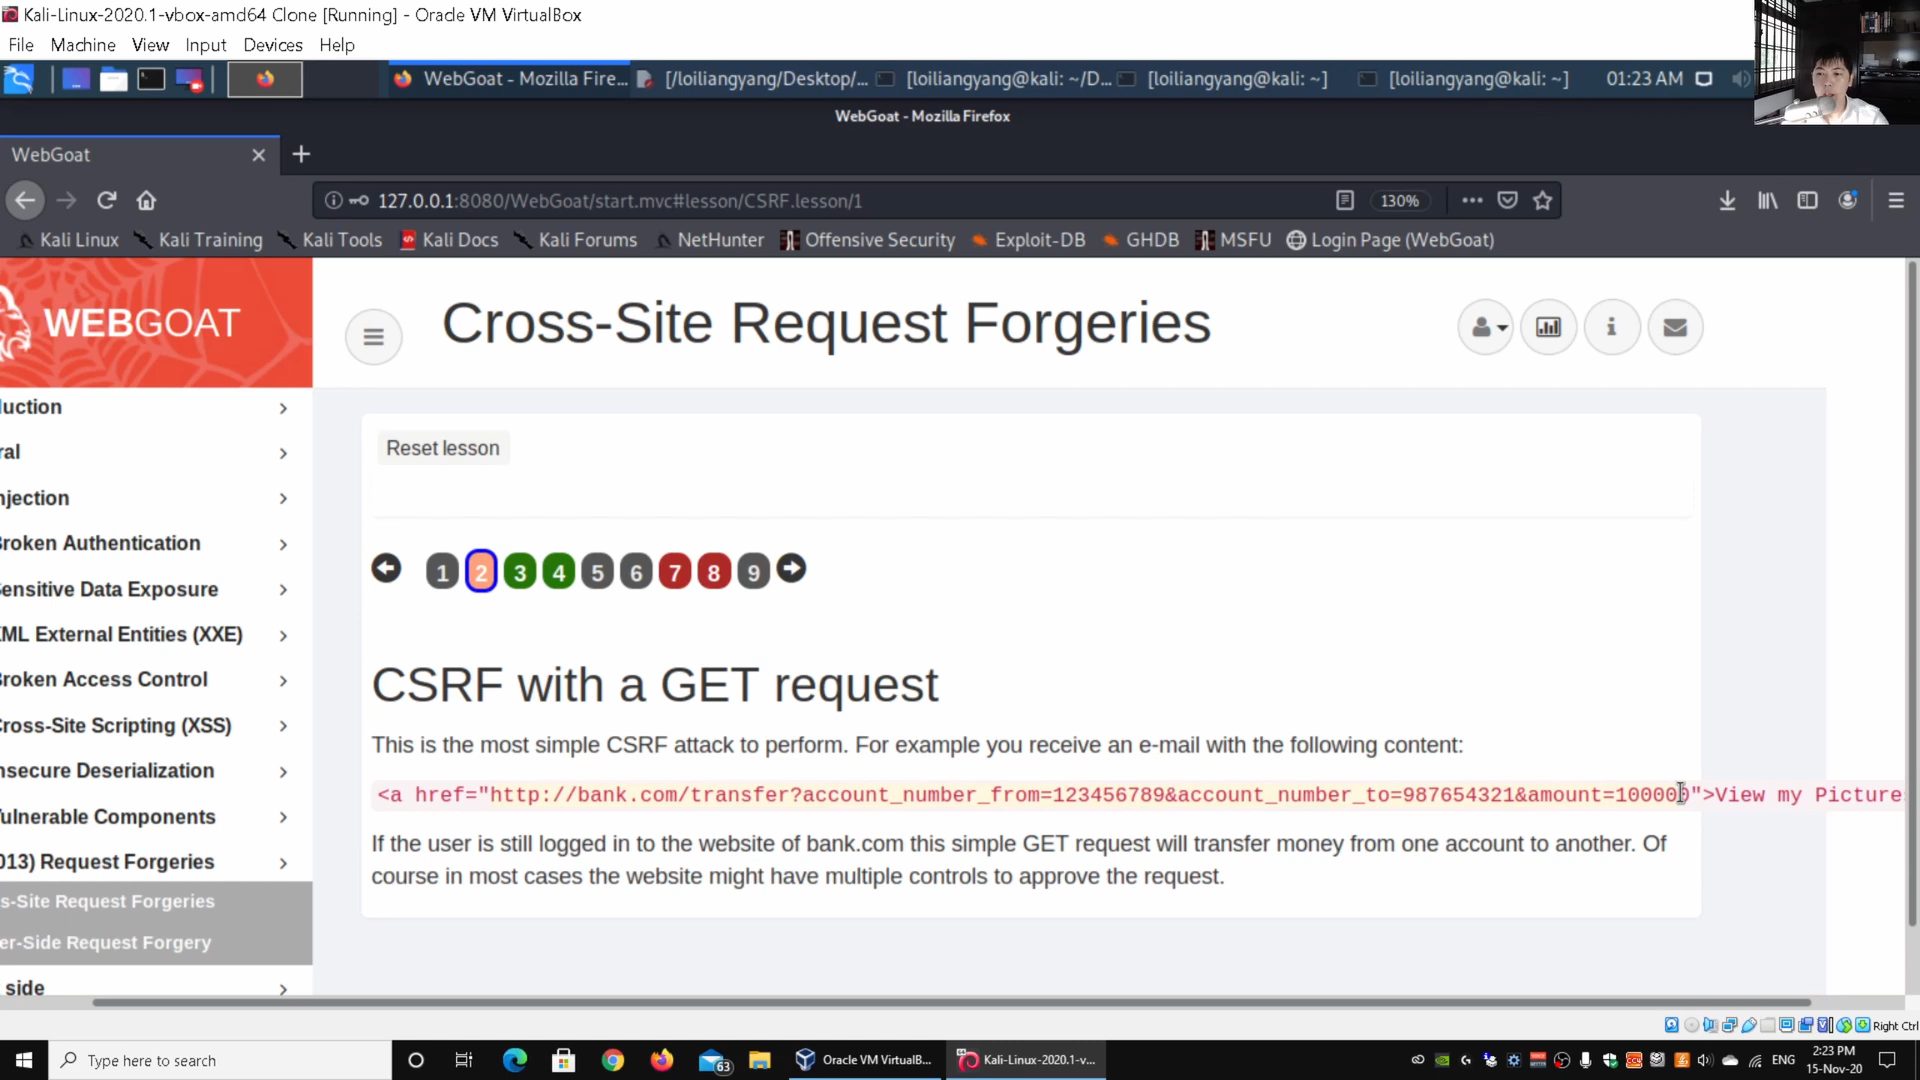 Kali-Linux-2020.1-vbox-amd64 Clone [Running] - Oracle VM VirtualBox
File Machine View Input Devices Help
WebGoat - Mozilla Fire... [/loiliangyang/Desktop/... [loiliangyang@kali: ~/D... [loiliangyang@kali: ~] [loiliangyang@kali: ~] 01:23 AM
WebGoat - Mozilla Firefox
WebGoat
127.0.0.1:8080/WebGoat/start.mvc#lesson/CSRF.lesson/1 130%
Kali Linux Kali Training Kali Tools Kali Docs Kali Forums NetHunter Offensive Security Exploit-DB GHDB MSFU Login Page (WebGoat)
WEBGOAT
Cross-Site Request Forgeries
uction
ral
njection
Broken Authentication
Sensitive Data Exposure
XML External Entities (XXE)
Broken Access Control
Cross-Site Scripting (XSS)
Insecure Deserialization
Vulnerable Components
013) Request Forgeries
s-Site Request Forgeries
er-Side Request Forgery
side
Reset lesson
1 2 3 4 5 6 7 8 9
CSRF with a GET request
This is the most simple CSRF attack to perform. For example you receive an e-mail with the following content:
<a href="http://bank.com/transfer?account_number_from=123456789&account_number_to=987654321&amount=100000">View my Picture
If the user is still logged in to the website of bank.com this simple GET request will transfer money from one account to another. Of
course in most cases the website might have multiple controls to approve the request.
Right Ctrl
Type here to search
63
Oracle VM VirtualB...
Kali-Linux-2020.1-v...
ENG
2:23 PM
15-Nov-20